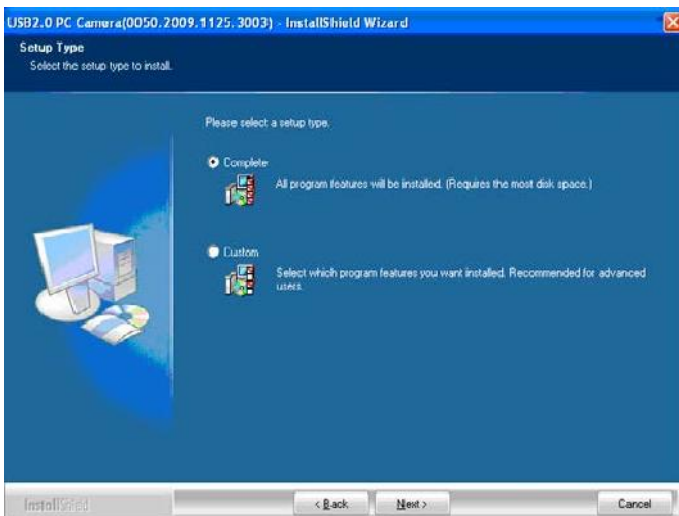 USB2.0 PC Camera(0050.2009.1125.3003) - InstallShield Wizard
Setup Type
Select the setup type to install.
Please select a setup type.
Complete
All program features will be installed. (Requires the most disk space.)
Custom
Select which program features you want installed. Recommended for advanced
users.
InstallShield
< Back
Next >
Cancel